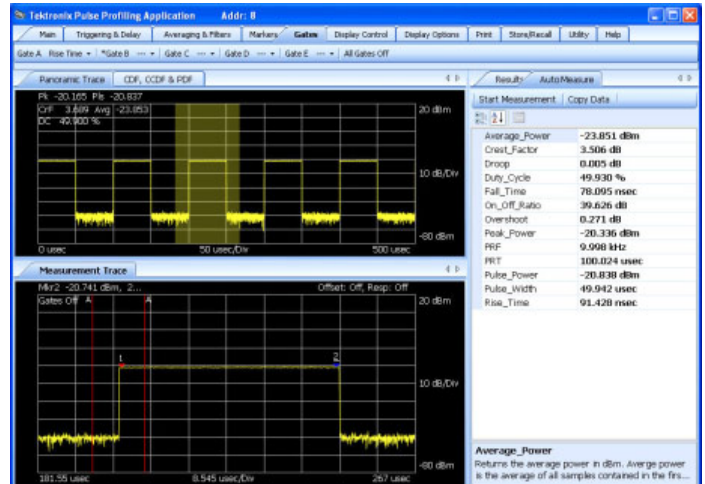 Tektronix Pulse Profiling Application Addr: 8
Main Triggering & Delay Averaging & Filters Markers Gates Display Control Display Options Print Store/Recall Utility Help
Gate A Rise Time *Gate B --- Gate C --- Gate D --- Gate E --- All Gates Off
Panoramic Trace CDF, CCDF & PDF
Pk -20.165 Pls -20.837
CrF 3.689 Avg -23.853
DC 49.900 %
20 dBm
10 dB/Div
-80 dBm
0 usec 50 usec/Div 500 usec
Measurement Trace
Mkr2 -20.741 dBm, 2... Offset: Off, Resp: Off
Gates Off A A 20 dBm
1 2
10 dB/Div
-80 dBm
181.55 usec 8.545 usec/Div 267 usec
Results AutoMeasure
Start Measurement Copy Data
Average_Power -23.851 dBm
Crest_Factor 3.506 dB
Droop 0.005 dB
Duty_Cycle 49.930 %
Fall_Time 78.095 nsec
On_Off_Ratio 39.626 dB
Overshoot 0.271 dB
Peak_Power -20.336 dBm
PRF 9.998 kHz
PRT 100.024 usec
Pulse_Power -20.838 dBm
Pulse_Width 49.942 usec
Rise_Time 91.428 nsec
Average_Power
Returns the average power in dBm. Averge power
is the average of all samples contained in the firs...